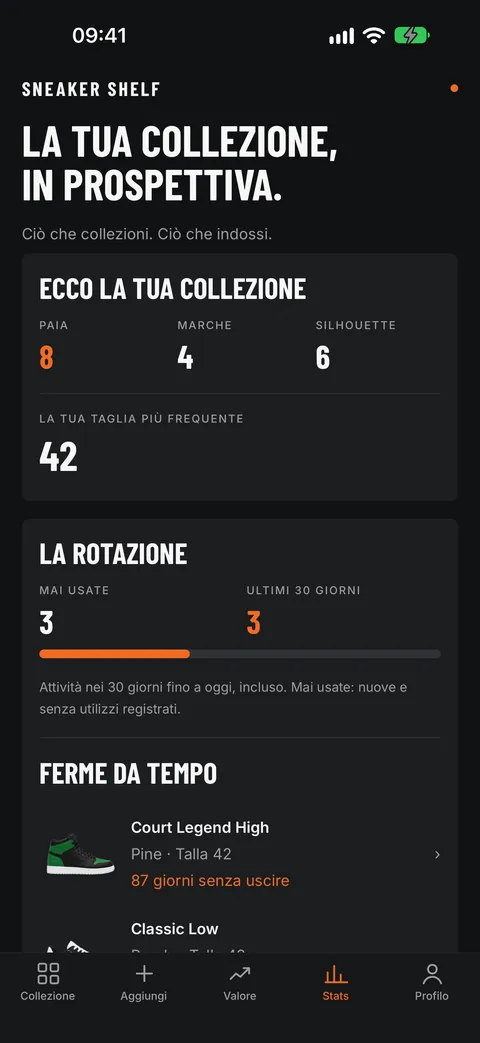 09:41
SNEAKER SHELF
LA TUA COLLEZIONE,
IN PROSPETTIVA.
Ciò che collezioni. Ciò che indossi.
ECCO LA TUA COLLEZIONE
PAIA MARCHE SILHOUETTE
8 4 6
LA TUA TAGLIA PIÙ FREQUENTE
42
LA ROTAZIONE
MAI USATE ULTIMI 30 GIORNI
3 3
Attività nei 30 giorni fino a oggi, incluso. Mai usate: nuove e
senza utilizzi registrati.
FERME DA TEMPO
Court Legend High
Pine · Talla 42
87 giorni senza uscire
Classic Low
Collezione Aggiungi Valore Stats Profilo